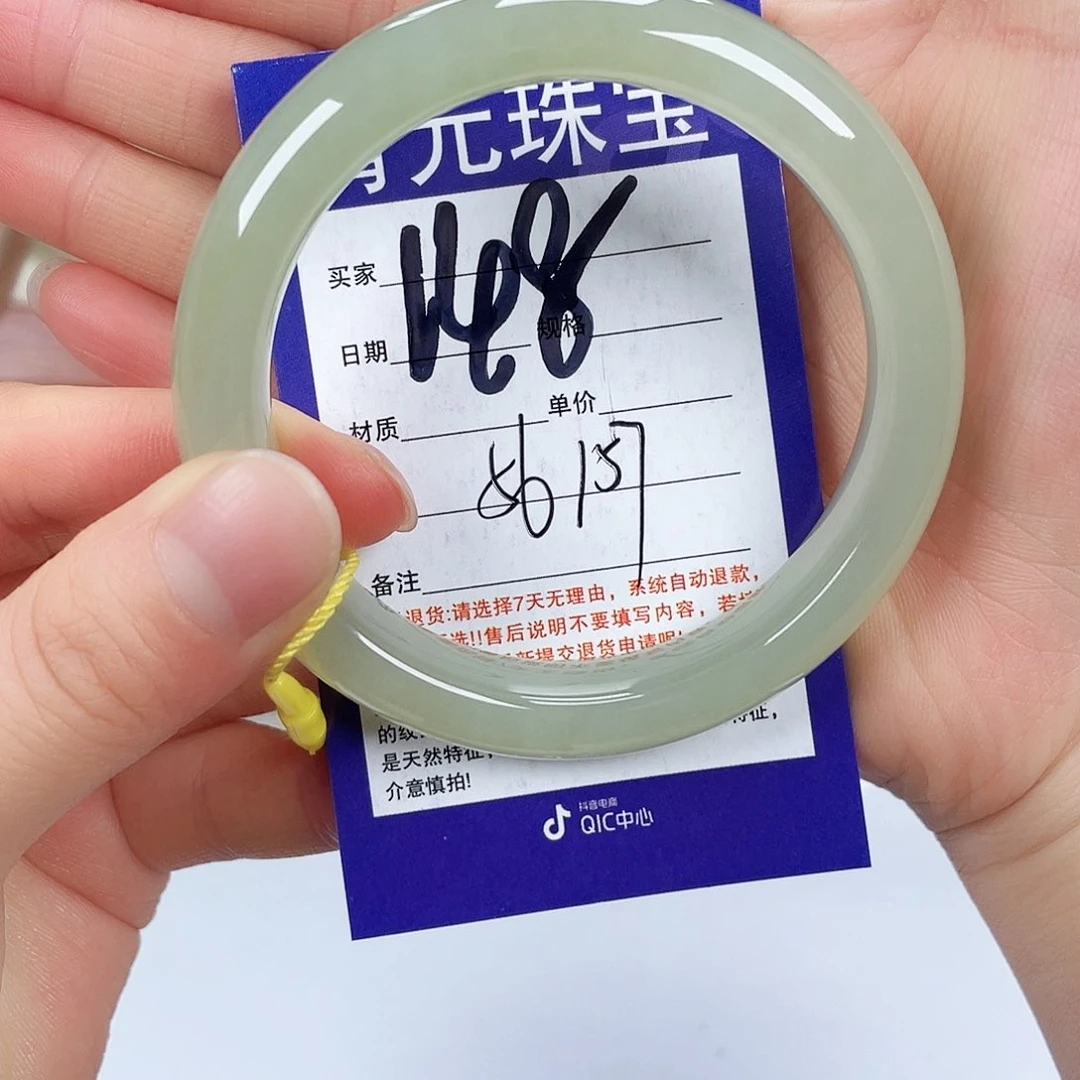 元珠宝
买家
148
规格
日期
单价
材质
56
备注
退货:请选择7天无理由，系统自动退款，
选!!售后说明不要填写内容，若
新提交退货申请呢!
的纹
特征，
是天然特征，
介意慎拍!
抖音电商
QIC中心